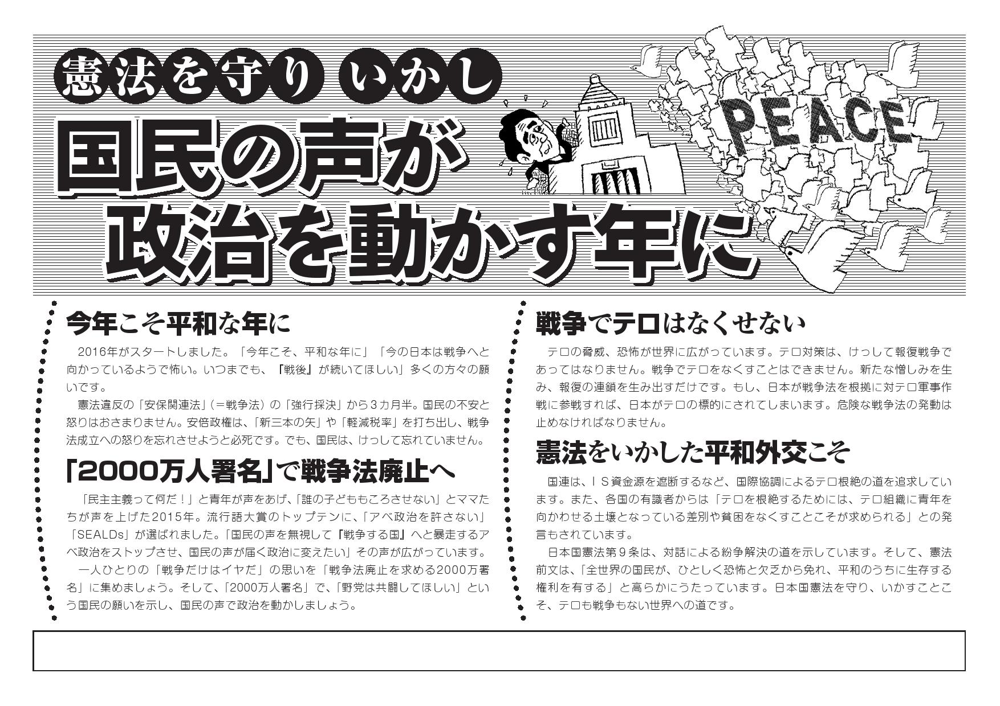 憲法を守り いかし
国民の声が
政治を動かす年に
PEACE
今年こそ平和な年に
　2016年がスタートしました。「今年こそ、平和な年に」「今の日本は戦争へと
向かっているようで怖い。いつまでも、『戦後』が続いてほしい」多くの方々の願
いです。
　憲法違反の「安保関連法」（＝戦争法）の「強行採決」から３カ月半。国民の不安と
怒りはおさまりません。安倍政権は、「新三本の矢」や「軽減税率」を打ち出し、戦争
法成立への怒りを忘れさせようと必死です。でも、国民は、けっして忘れていません。
「2000万人署名」で戦争法廃止へ
　「民主主義って何だ！」と青年が声をあげ、「誰の子どももころさせない」とママた
ちが声を上げた2015年。流行語大賞のトップテンに、「アベ政治を許さない」
「SEALDs」が選ばれました。「国民の声を無視して『戦争する国』へと暴走するア
ベ政治をストップさせ、国民の声が届く政治に変えたい」その声が広がっています。
　一人ひとりの「戦争だけはイヤだ」の思いを「戦争法廃止を求める2000万署
名」に集めましょう。そして、「2000万人署名」で、「野党は共闘してほしい」とい
う国民の願いを示し、国民の声で政治を動かしましょう。
戦争でテロはなくせない
　テロの脅威、恐怖が世界に広がっています。テロ対策は、けっして報復戦争で
あってはなりません。戦争でテロをなくすことはできません。新たな憎しみを生
み、報復の連鎖を生み出すだけです。もし、日本が戦争法を根拠に対テロ軍事作
戦に参戦すれば、日本がテロの標的にされてしまいます。危険な戦争法の発動は
止めなければなりません。
憲法をいかした平和外交こそ
　国連は、ＩＳ資金源を遮断するなど、国際協調によるテロ根絶の道を追求してい
ます。また、各国の有識者からは「テロを根絶するためには、テロ組織に青年を
向かわせる土壌となっている差別や貧困をなくすことこそが求められる」との発
言もされています。
　日本国憲法第９条は、対話による紛争解決の道を示しています。そして、憲法
前文は、「全世界の国民が、ひとしく恐怖と欠乏から免れ、平和のうちに生存する
権利を有する」と高らかにうたっています。日本国憲法を守り、いかすことこ
そ、テロも戦争もない世界への道です。